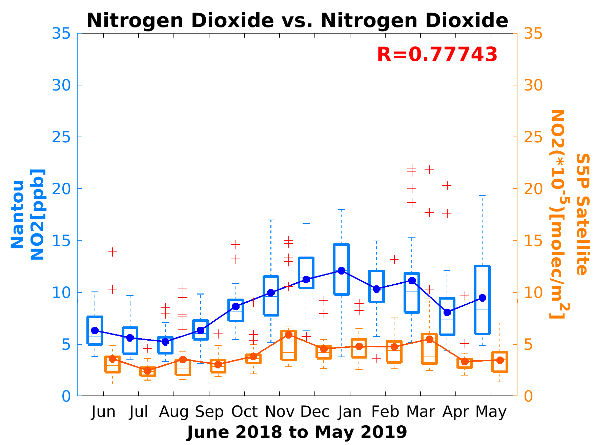 Nitrogen Dioxide vs. Nitrogen Dioxide
R=0.77743
35 30 25 20 15 10 5 0
Nantou
NO2[ppb]
35 30 25 20 15 10 5 0
S5P Satellite
NO2(*10^-5)[molec/m^2]
Jun Jul Aug Sep Oct Nov Dec Jan Feb Mar Apr May
June 2018 to May 2019